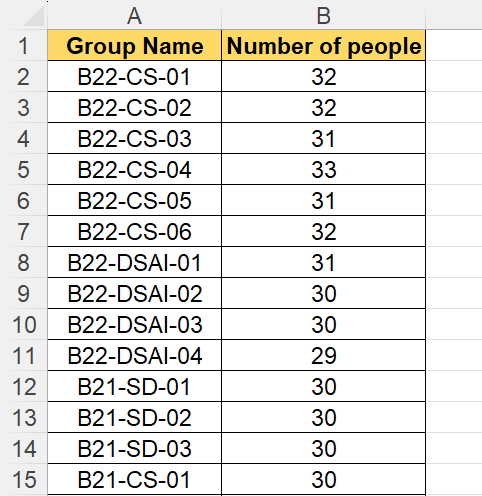 A B
1 Group Name Number of people
2 B22-CS-01 32
3 B22-CS-02 32
4 B22-CS-03 31
5 B22-CS-04 33
6 B22-CS-05 31
7 B22-CS-06 32
8 B22-DSAI-01 31
9 B22-DSAI-02 30
10 B22-DSAI-03 30
11 B22-DSAI-04 29
12 B21-SD-01 30
13 B21-SD-02 30
14 B21-SD-03 30
15 B21-CS-01 30